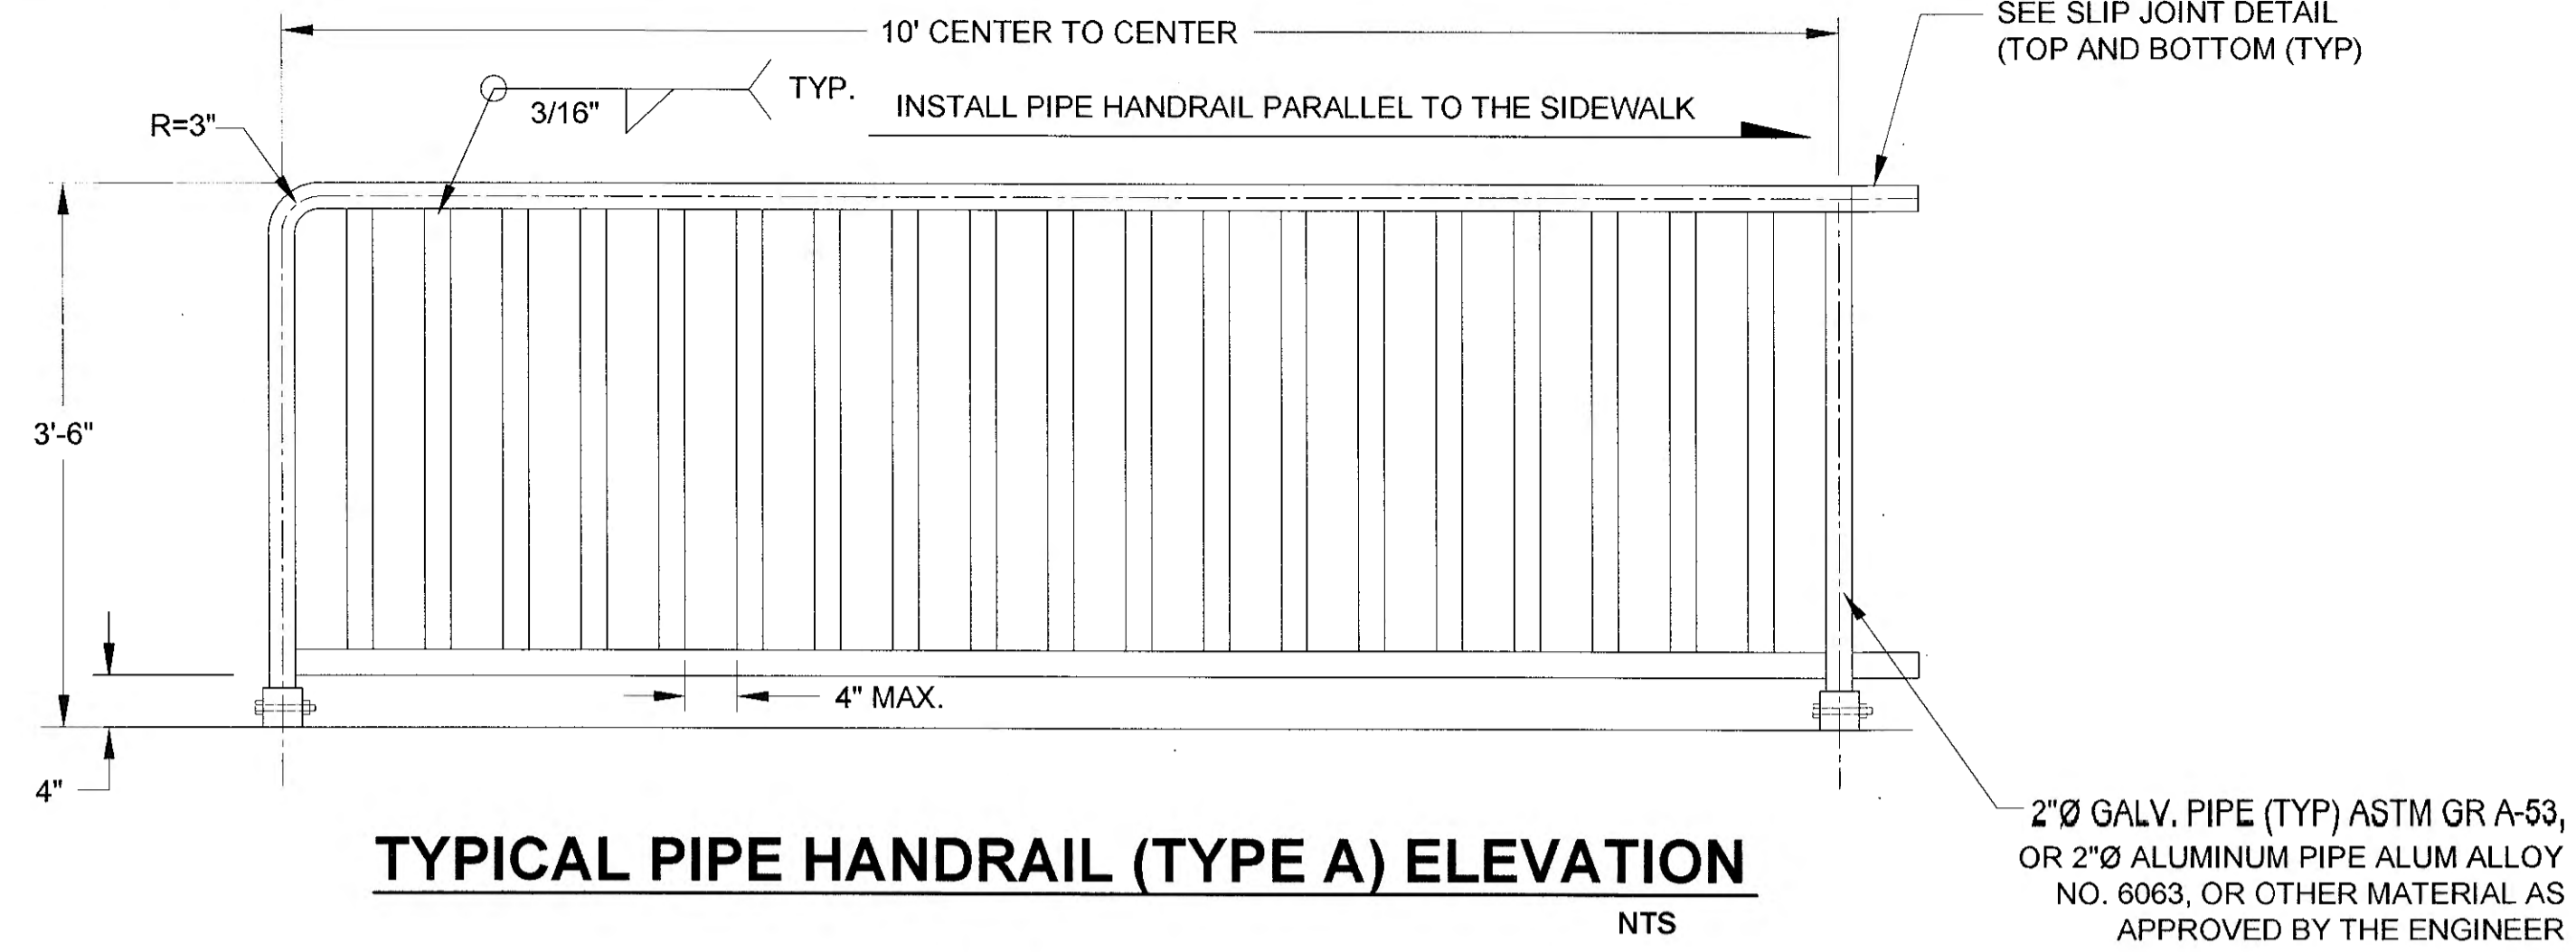 10' CENTER TO CENTER
SEE SLIP JOINT DETAIL
(TOP AND BOTTOM (TYP)
TYP.
3/16"
INSTALL PIPE HANDRAIL PARALLEL TO THE SIDEWALK
R=3"
3'-6"
4" MAX.
4"
2"Ø GALV. PIPE (TYP) ASTM GR A-53,
OR 2"Ø ALUMINUM PIPE ALUM ALLOY
NO. 6063, OR OTHER MATERIAL AS
APPROVED BY THE ENGINEER
TYPICAL PIPE HANDRAIL (TYPE A) ELEVATION
NTS